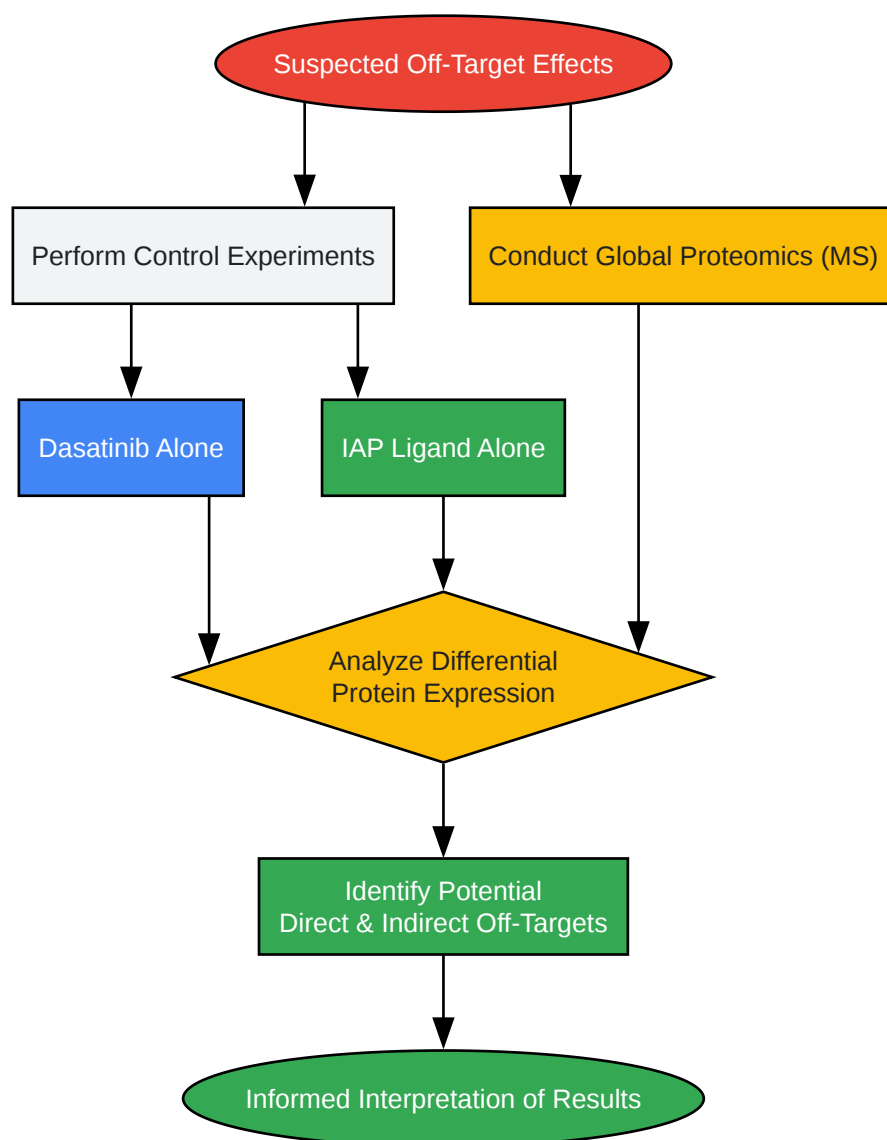 Suspected Off-Target Effects
Perform Control Experiments
Conduct Global Proteomics (MS)
Dasatinib Alone
IAP Ligand Alone
Analyze Differential
Protein Expression
Identify Potential
Direct & Indirect Off-Targets
Informed Interpretation of Results